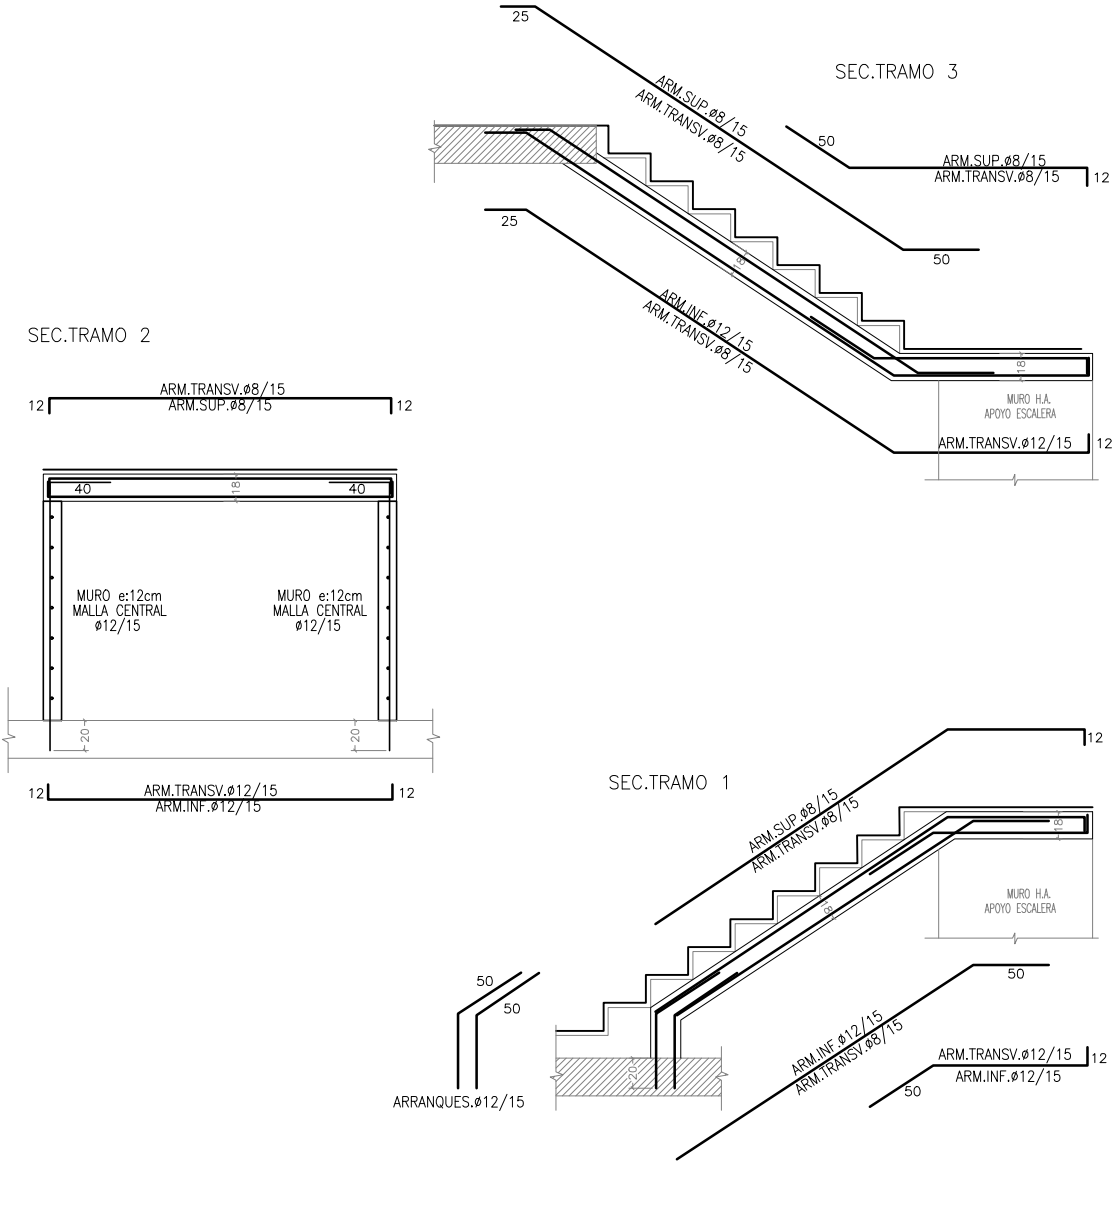 25
SEC.TRAMO 3
ARM.SUP.ø8/15
ARM.TRANSV.ø8/15
50
ARM.SUP.ø8/15
ARM.TRANSV.ø8/15
12
25
50
18
ARM.INF.ø12/15
ARM.TRANSV.ø8/15
18
MURO H.A.
APOYO ESCALERA
ARM.TRANSV.ø12/15
12
SEC.TRAMO 2
ARM.TRANSV.ø8/15
12
ARM.SUP.ø8/15
12
40
18
40
MURO e:12cm
MALLA CENTRAL
ø12/15
MURO e:12cm
MALLA CENTRAL
ø12/15
20
20
12
ARM.TRANSV.ø12/15
ARM.INF.ø12/15
12
SEC.TRAMO 1
12
ARM.SUP.ø8/15
ARM.TRANSV.ø8/15
18
18
MURO H.A.
APOYO ESCALERA
50
50
20
ARRANQUES.ø12/15
50
ARM.INF.ø12/15
ARM.TRANSV.ø8/15
ARM.TRANSV.ø12/15
12
ARM.INF.ø12/15
50